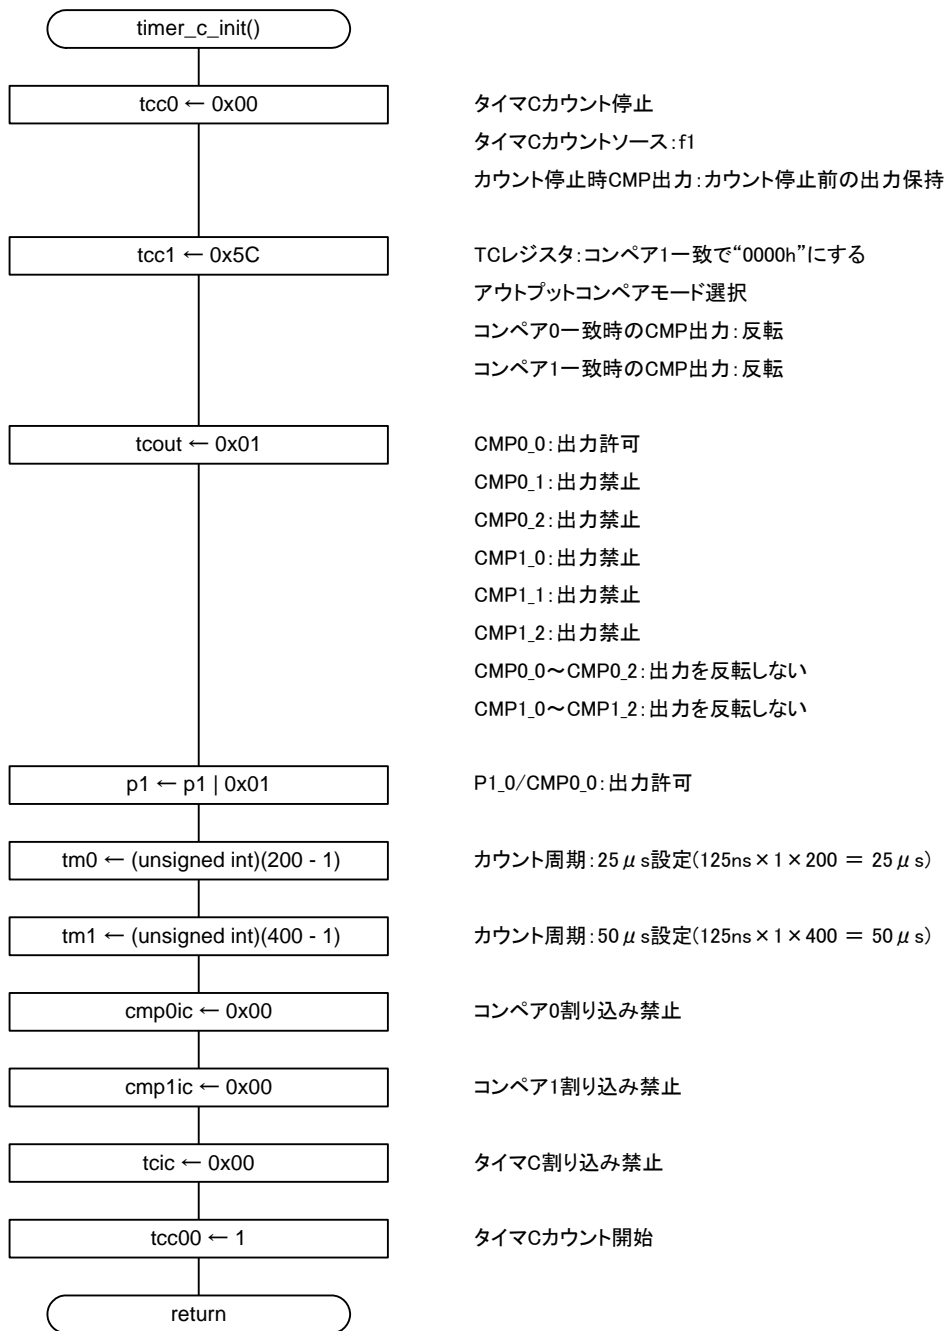 timer_c_init()
tcc0 ← 0x00
タイマCカウント停止
タイマCカウントソース：f1
カウント停止時CMP出力：カウント停止前の出力保持
tcc1 ← 0x5C
TCレジスタ：コンペア1一致で“0000h”にする
アウトプットコンペアモード選択
コンペア0一致時のCMP出力：反転
コンペア1一致時のCMP出力：反転
tcout ← 0x01
CMP0_0：出力許可
CMP0_1：出力禁止
CMP0_2：出力禁止
CMP1_0：出力禁止
CMP1_1：出力禁止
CMP1_2：出力禁止
CMP0_0～CMP0_2：出力を反転しない
CMP1_0～CMP1_2：出力を反転しない
p1 ← p1 | 0x01
P1_0/CMP0_0：出力許可
tm0 ← (unsigned int)(200 - 1)
カウント周期：25μs設定(125ns×1×200 ＝ 25μs)
tm1 ← (unsigned int)(400 - 1)
カウント周期：50μs設定(125ns×1×400 ＝ 50μs)
cmp0ic ← 0x00
コンペア0割り込み禁止
cmp1ic ← 0x00
コンペア1割り込み禁止
tcic ← 0x00
タイマC割り込み禁止
tcc00 ← 1
タイマCカウント開始
return